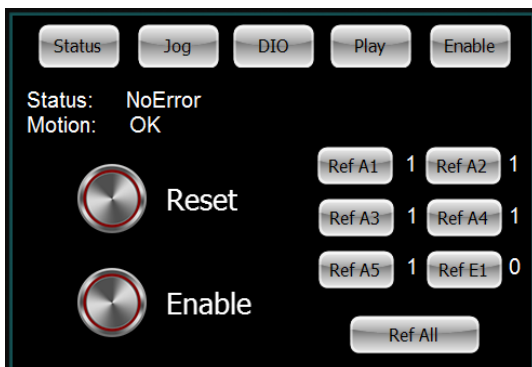 Status Jog DIO Play Enable
Status: NoError
Motion: OK
Reset
Enable
Ref A1 1 Ref A2 1
Ref A3 1 Ref A4 1
Ref A5 1 Ref E1 0
Ref All